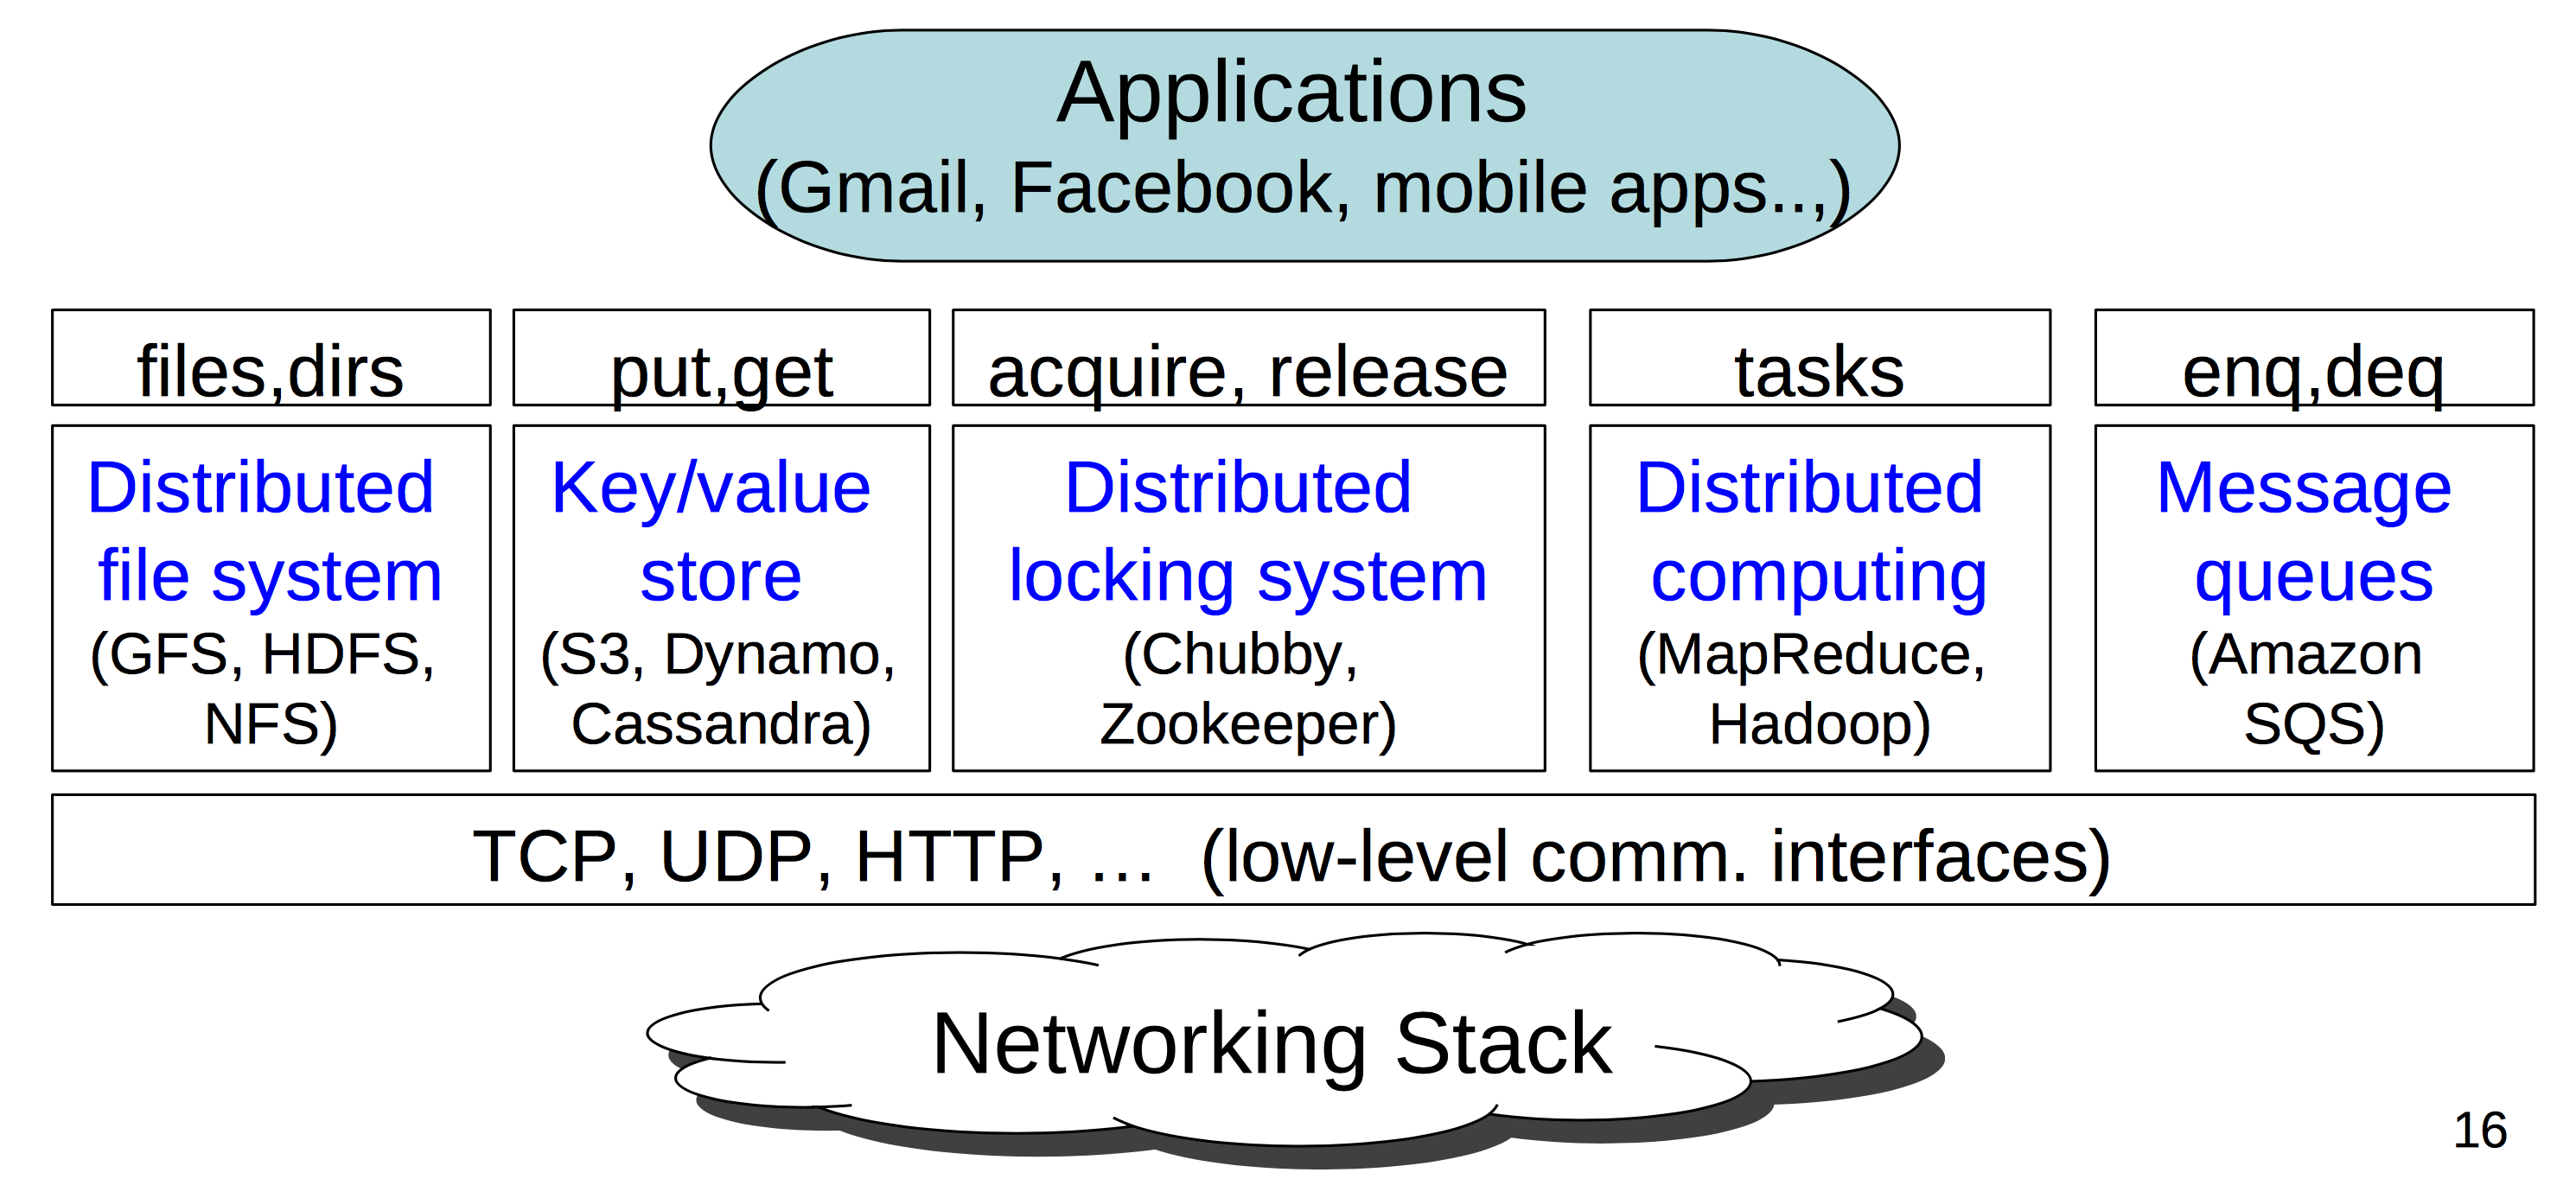 Applications
(Gmail, Facebook, mobile apps..,)
files,dirs
put,get
acquire, release
tasks
enq,deq
Distributed
file system
(GFS, HDFS,
NFS)
Key/value
store
(S3, Dynamo,
Cassandra)
Distributed
locking system
(Chubby,
Zookeeper)
Distributed
computing
(MapReduce,
Hadoop)
Message
queues
(Amazon
SQS)
TCP, UDP, HTTP, … (low-level comm. interfaces)
Networking Stack
16